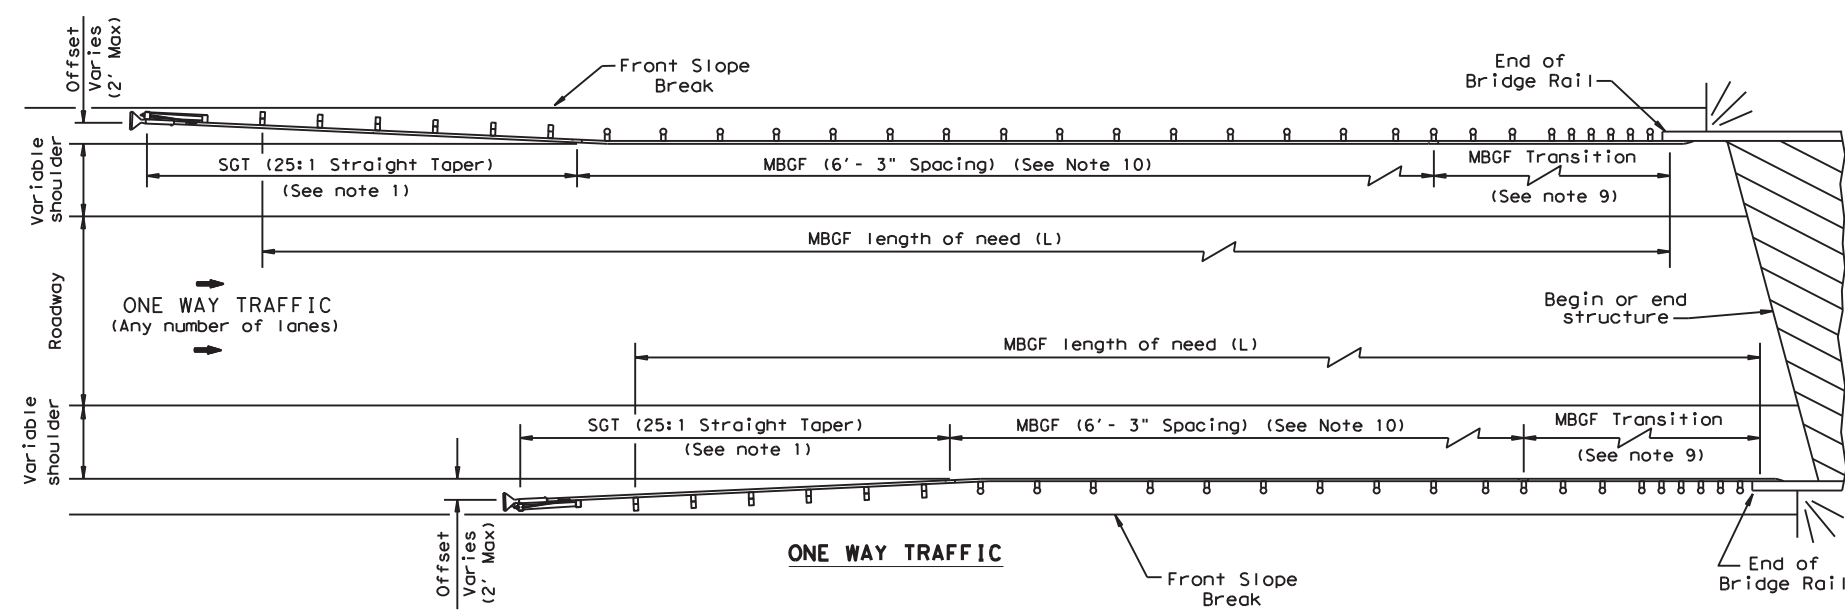 Offset
Varies
(2' Max)
Front Slope
Break
End of
Bridge Rail
Variable
shoulder
SGT (25:1 Straight Taper)
(See note 1)
MBGF (6'- 3" Spacing) (See Note 10)
MBGF Transition
(See note 9)
MBGF length of need (L)
Roadway
ONE WAY TRAFFIC
(Any number of lanes)
Begin or end
structure
MBGF length of need (L)
Variable
shoulder
SGT (25:1 Straight Taper)
(See note 1)
MBGF (6'- 3" Spacing) (See Note 10)
MBGF Transition
(See note 9)
Offset
Varies
(2' Max)
ONE WAY TRAFFIC
Front Slope
Break
End of
Bridge Rail